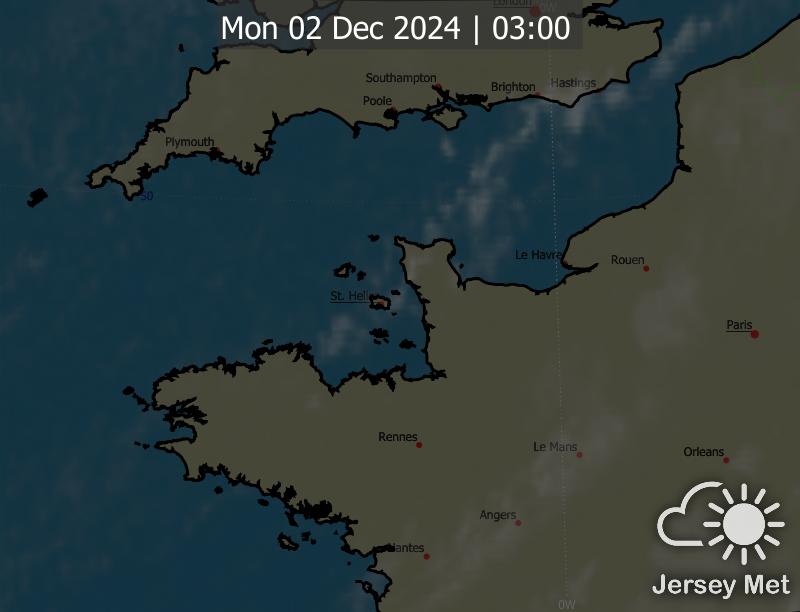 London
0W
Mon 02 Dec 2024 | 03:00
Southampton
Brighton
Hastings
Poole
Plymouth
50
Le Havre
Rouen
St. Heli
Paris
Rennes
Le Mans
Orleans
Angers
Nantes
Jersey Met
0W